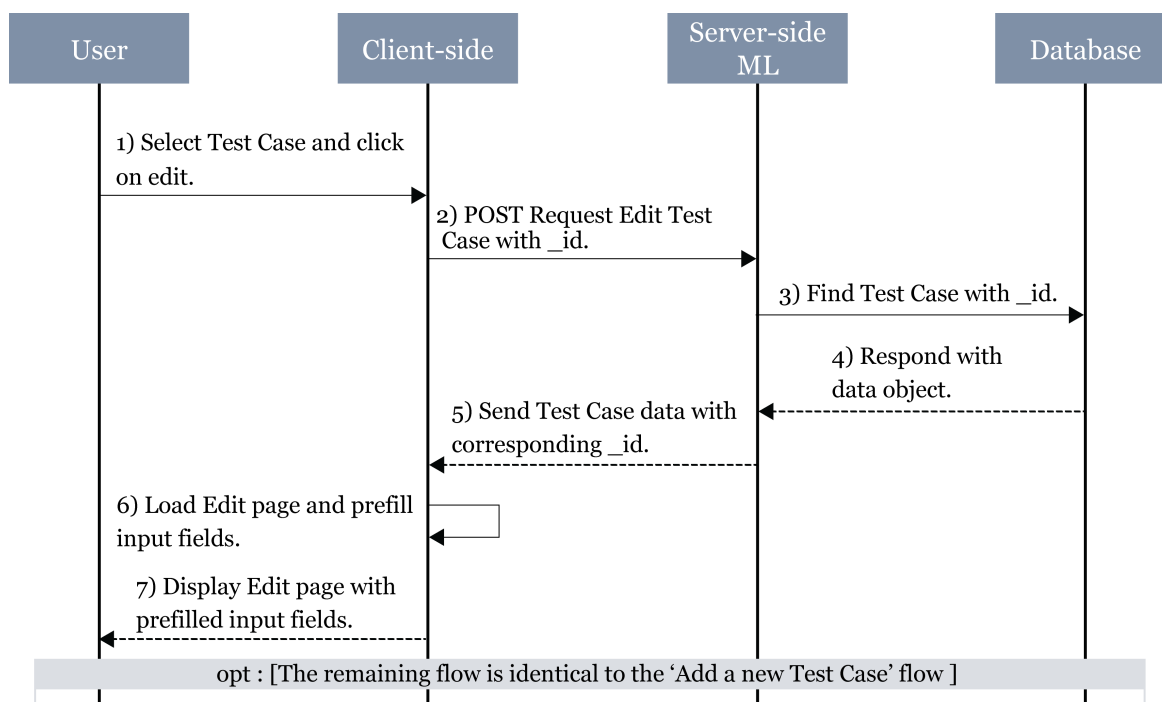 User
Client-side
Server-side
ML
Database
1) Select Test Case and click
on edit.
2) POST Request Edit Test
Case with _id.
3) Find Test Case with _id.
4) Respond with
data object.
5) Send Test Case data with
corresponding _id.
6) Load Edit page and prefill
input fields.
7) Display Edit page with
prefilled input fields.
opt : [The remaining flow is identical to the ‘Add a new Test Case’ flow ]